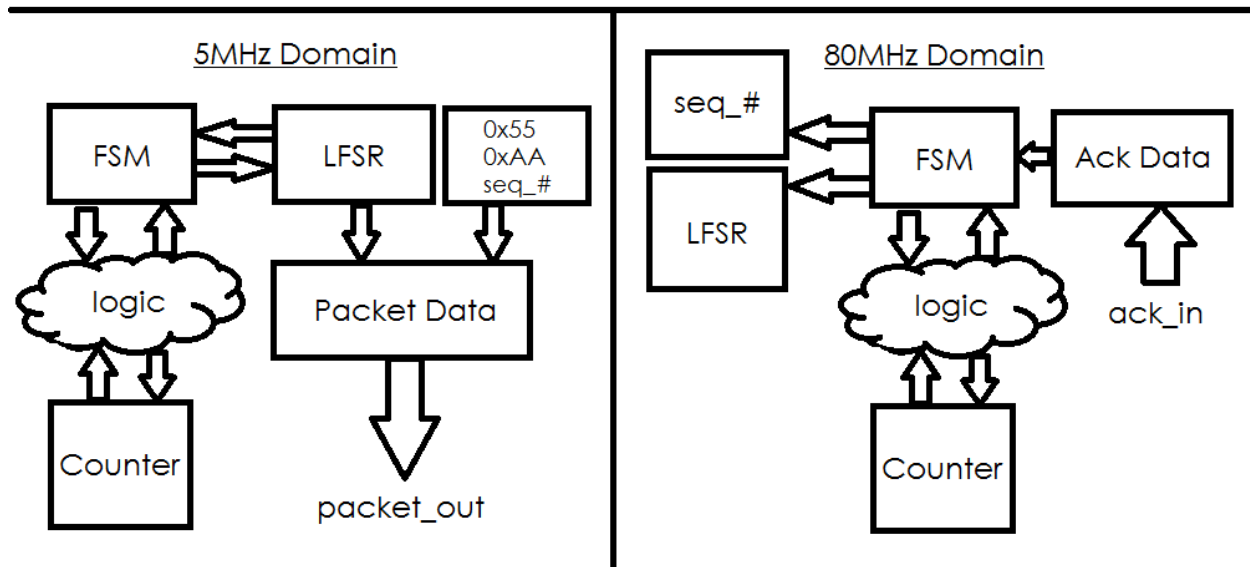 5MHz Domain
FSM
LFSR
0x55
0xAA
seq_#
logic
Packet Data
Counter
packet_out
80MHz Domain
seq_#
FSM
Ack Data
LFSR
logic
ack_in
Counter